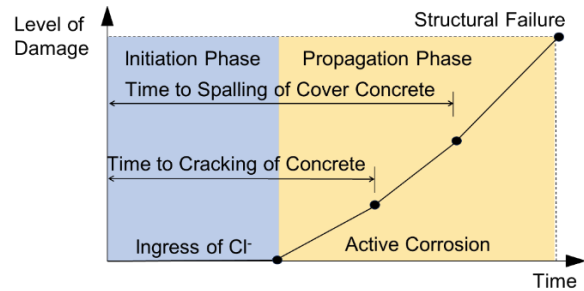 Level of
Damage
Structural Failure
Initiation Phase
Propagation Phase
Time to Spalling of Cover Concrete
Time to Cracking of Concrete
Ingress of Cl⁻
Active Corrosion
Time